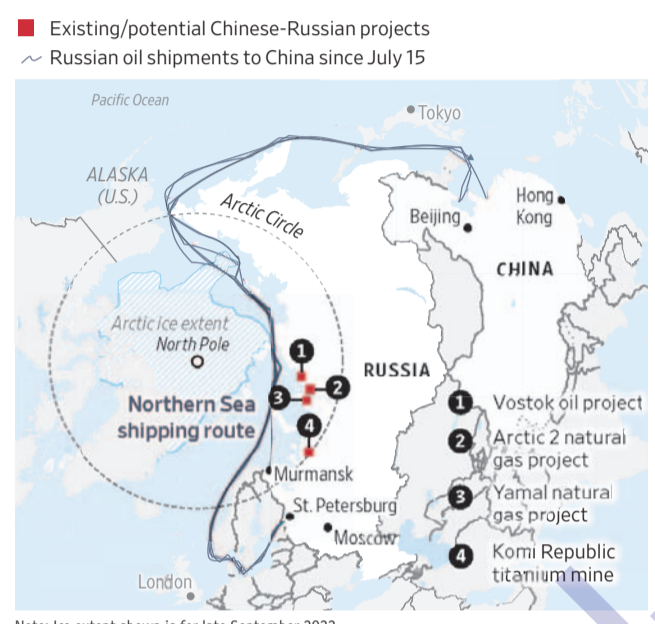 Existing/potential Chinese-Russian projects
Russian oil shipments to China since July 15
Pacific Ocean
Tokyo
ALASKA
(U.S.)
Arctic Circle
Beijing
Hong
Kong
CHINA
Arctic ice extent
North Pole
1
RUSSIA
2
3
Northern Sea
shipping route
4
Murmansk
St. Petersburg
Moscow
London
1 Vostok oil project
2 Arctic 2 natural
gas project
3 Yamal natural
gas project
4 Komi Republic
titanium mine